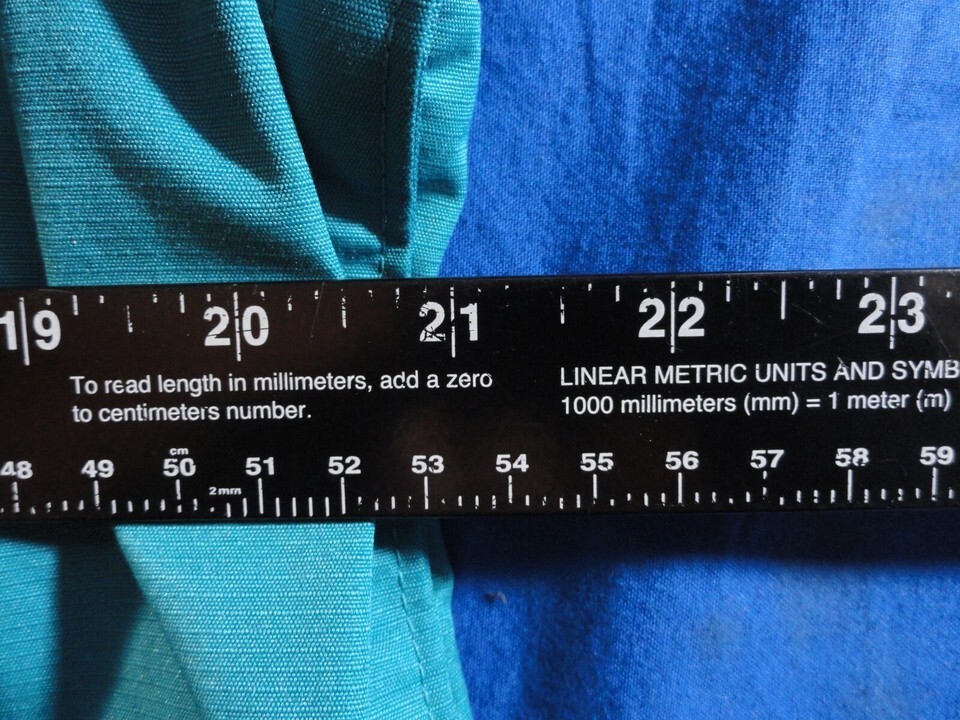 19 20 21 22 23
To read length in millimeters, add a zero
to centimeters number.
LINEAR METRIC UNITS AND SYMB
1000 millimeters (mm) = 1 meter (m)
cm
48 49 50 51 52 53 54 55 56 57 58 59
2mm